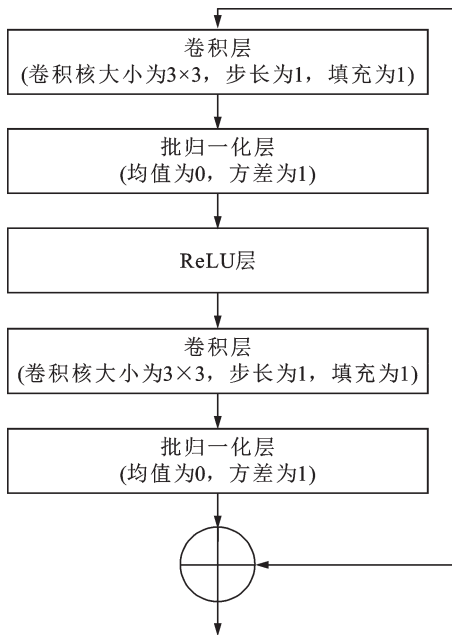 卷积层
(卷积核大小为3×3，步长为1，填充为1)
批归一化层
(均值为0，方差为1)
ReLU层
卷积层
(卷积核大小为3×3，步长为1，填充为1)
批归一化层
(均值为0，方差为1)